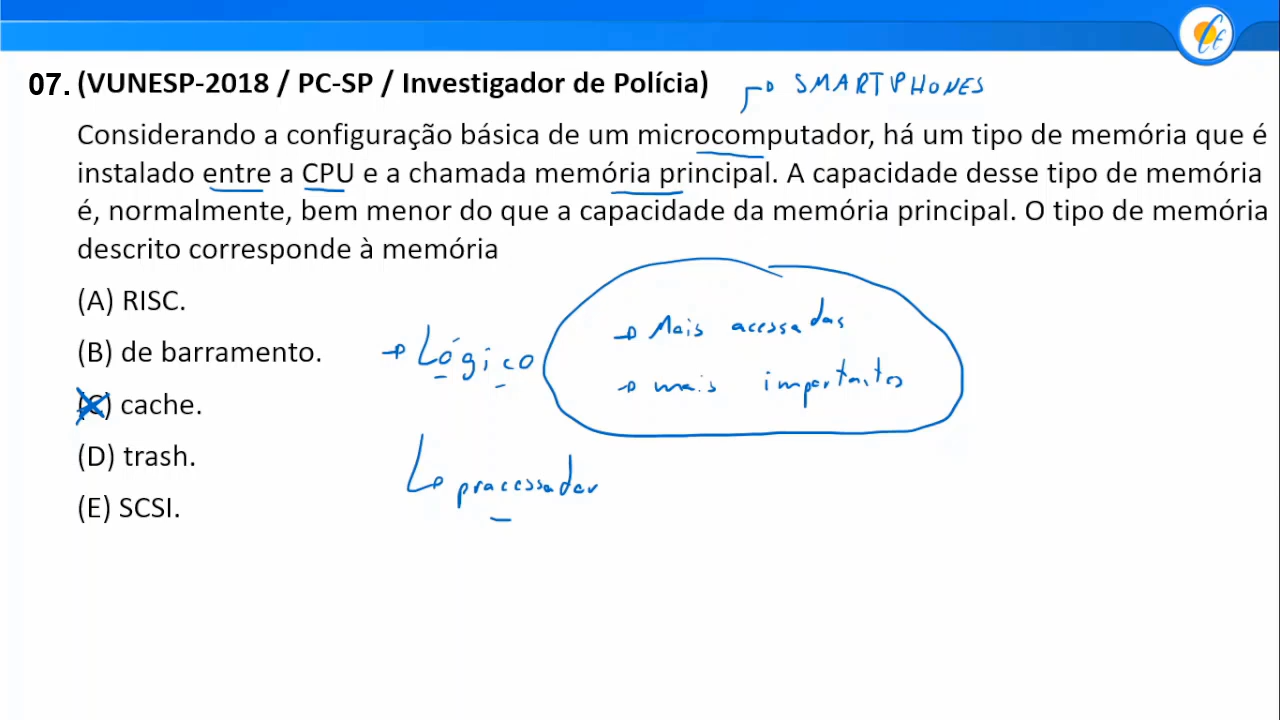 07. (VUNESP-2018 / PC-SP / Investigador de Polícia)
SMARTPHONES
Considerando a configuração básica de um microcomputador, há um tipo de memória que é
instalado entre a CPU e a chamada memória principal. A capacidade desse tipo de memória
é, normalmente, bem menor do que a capacidade da memória principal. O tipo de memória
descrito corresponde à memória
(A) RISC.
(B) de barramento.
(C) cache.
(D) trash.
(E) SCSI.
→ Lógico
→ Mais acessadas
→ mais importantes
↳ processador